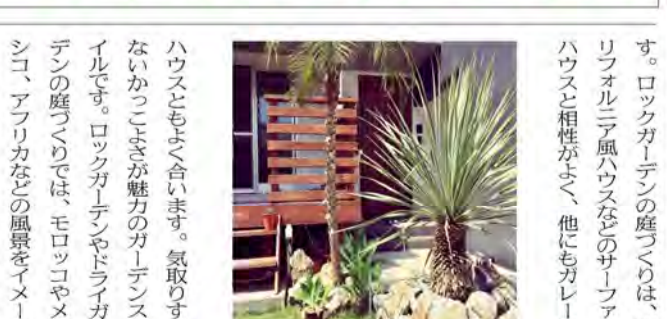 す。ロックガーデンの庭づくりは、
リフォルニア風ハウスなどのサーファ
ハウスと相性がよく、他にもガレー
ハウスともよく合います。気取りす
ないかっこよさが魅力のガーデンス
イルです。ロックガーデンやドライガ
デンの庭づくりでは、モロッコやメ
シコ、アフリカなどの風景をイメー